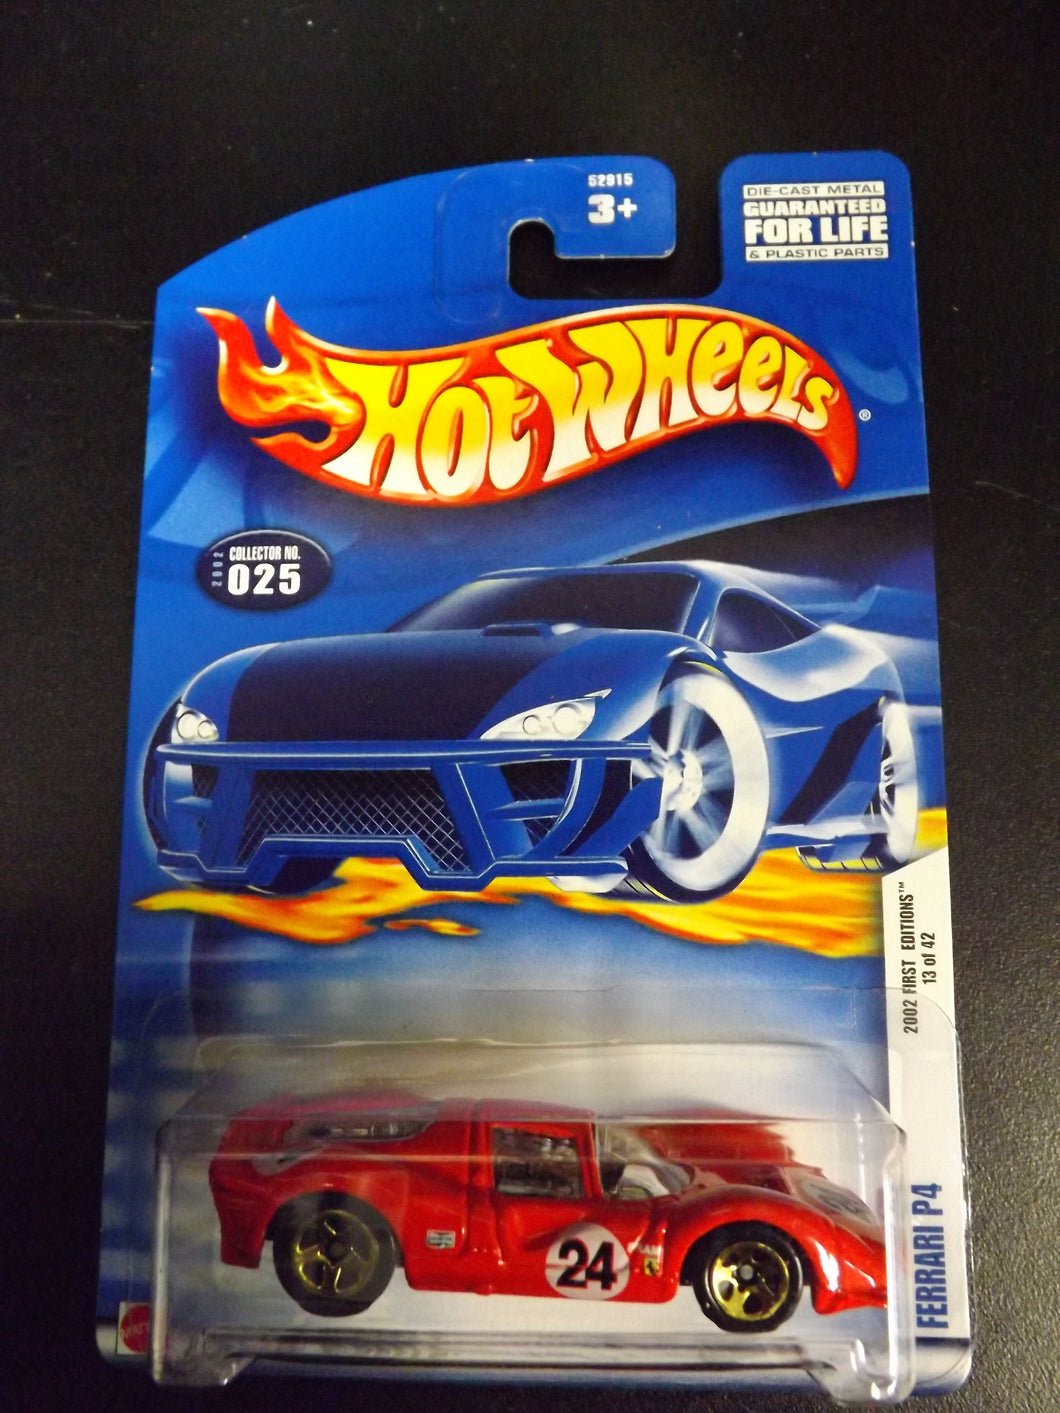 52915
3+
DIE-CAST METAL
GUARANTEED
FOR LIFE
& PLASTIC PARTS
HOT WHEELS®
2002
COLLECTOR NO.
025
2002 FIRST EDITIONS™
13 of 42
FERRARI P4
24